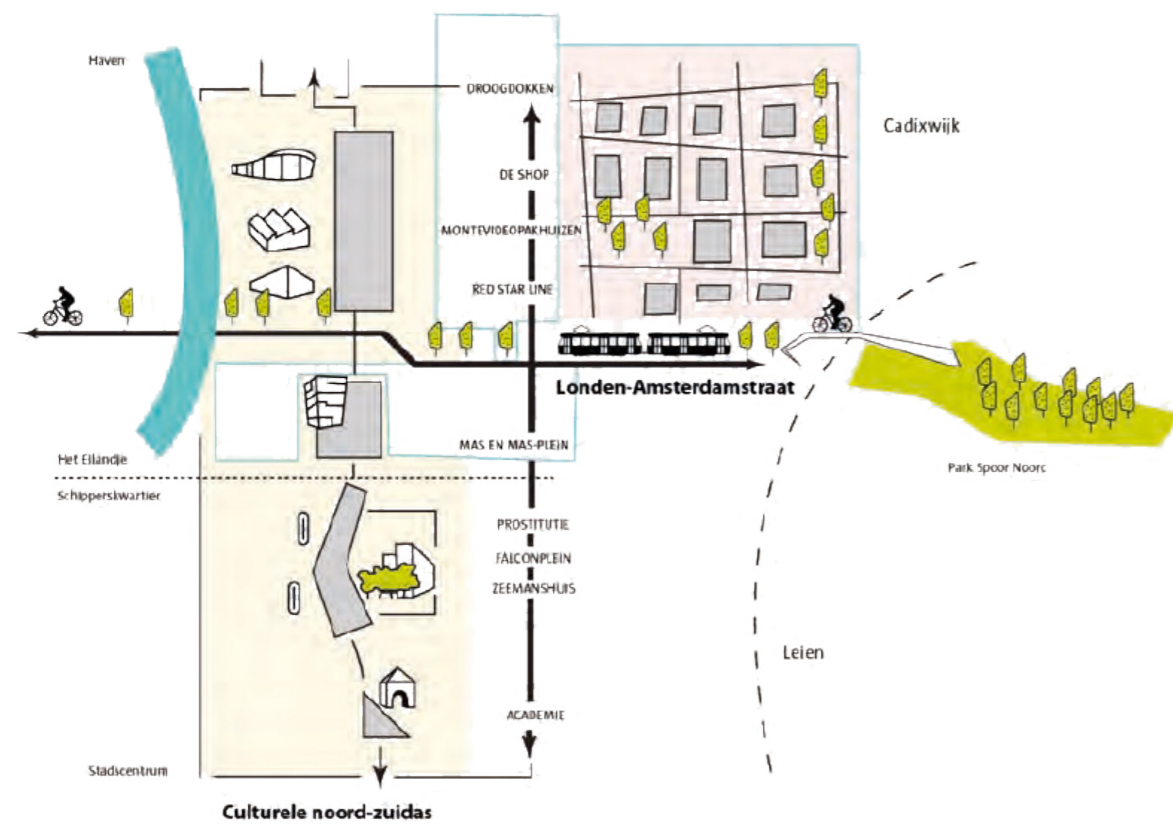 Haven
DROOGDOKKEN
Cadixwijk
DE SHOP
MONTEVIDEOPAKHUIZEN
RED STAR LINE
Londen-Amsterdamstraat
MAS EN MAS-PLEIN
Het Eilandje
Schipperskwartier
Park Spoor Noord
PROSTITUTIE
FALCONPLEIN
ZEEMANSHUIS
Leien
ACADEMIE
Stadscentrum
Culturele noord-zuidas